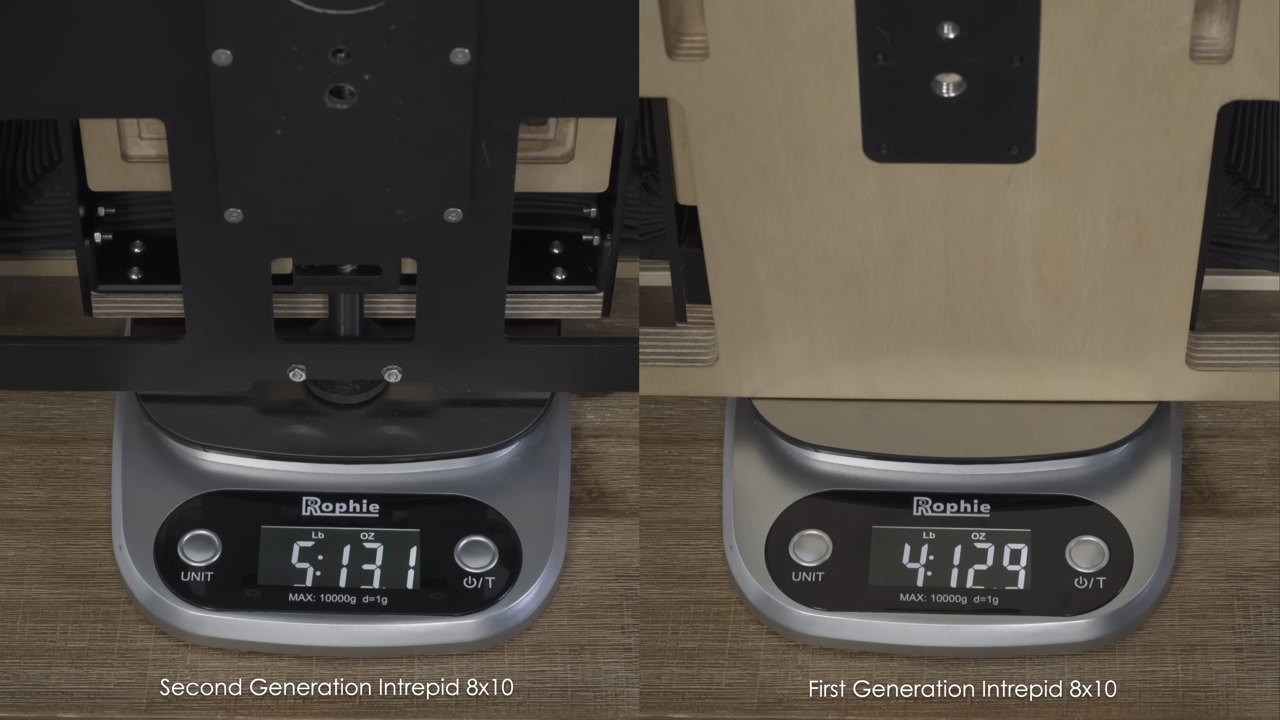 Rophie
Lb OZ
5:13.1
UNIT
⏻/T
MAX: 10000g d=1g
Second Generation Intrepid 8x10
Rophie
Lb OZ
4:12.9
UNIT
⏻/T
MAX: 10000g d=1g
First Generation Intrepid 8x10